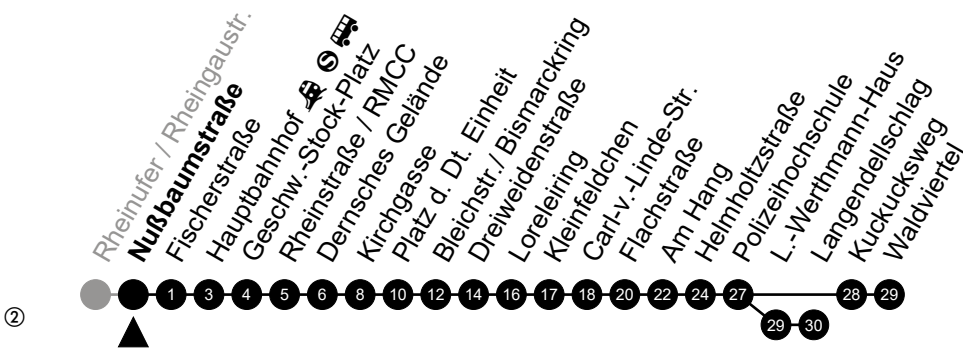 Rheinufer / Rheingaustr.
Nußbaumstraße
Fischerstraße
Hauptbahnhof
Geschw.-Stock-Platz
Rheinstraße / RMCC
Dernsches Gelände
Kirchgasse
Platz d. Dt. Einheit
Bleichstr./ Bismarckring
Dreiweidenstraße
Loreleiring
Kleinfeldchen
Carl-v.-Linde-Str.
Flachstraße
Am Hang
Helmholtzstraße
Polizeihochschule
L.-Werthmann-Haus
Langendellschlag
Kuckucksweg
Waldviertel
1 3 4 5 6 8 10 12 14 16 17 18 20 22 24 27 28 29
② 29 30